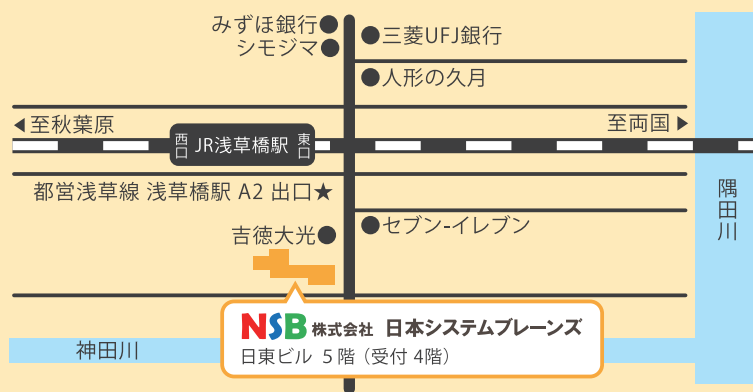 みずほ銀行●
シモジマ●
●三菱UFJ銀行
●人形の久月
◀至秋葉原
至両国▶
西口 JR浅草橋駅 東口
都営浅草線 浅草橋駅 A2 出口★
吉徳大光●
●セブン-イレブン
隅田川
NSB 株式会社 日本システムブレーンズ
日東ビル 5階（受付 4階）
神田川